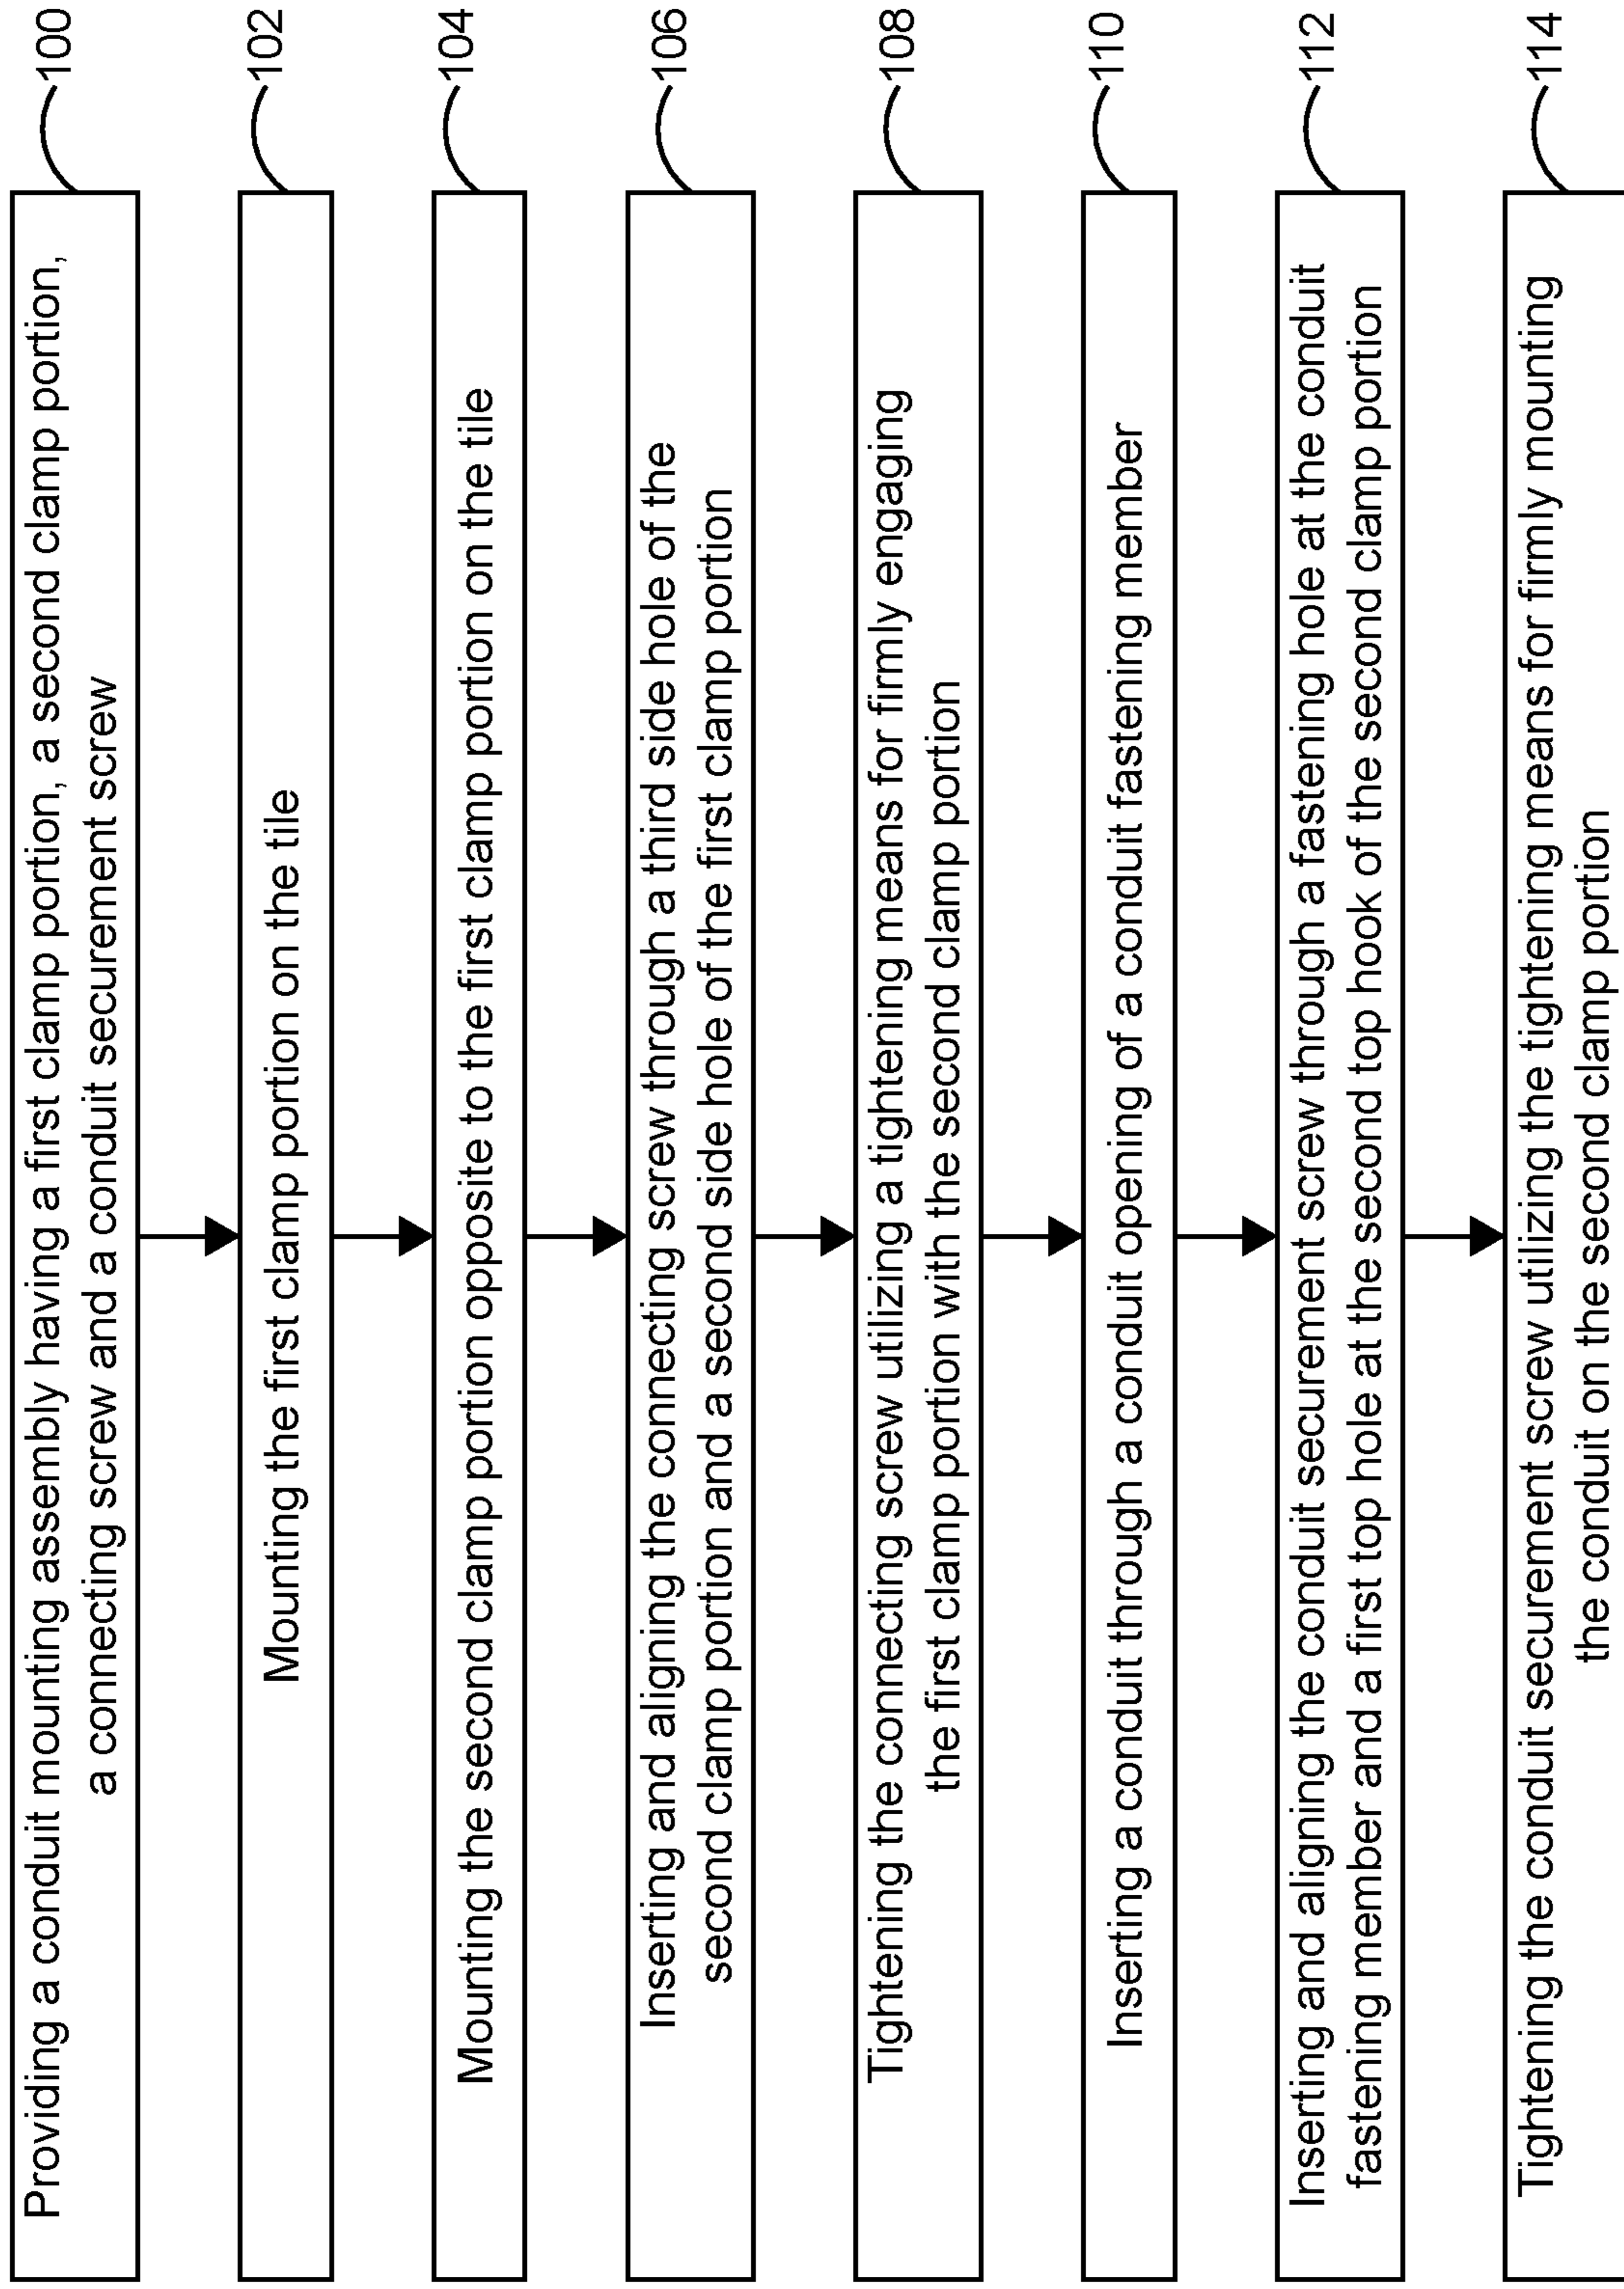 Providing a conduit mounting assembly having a first clamp portion, a second clamp portion,
a connecting screw and a conduit securement screw
100
Mounting the first clamp portion on the tile
102
Mounting the second clamp portion opposite to the first clamp portion on the tile
104
Inserting and aligning the connecting screw through a third side hole of the
second clamp portion and a second side hole of the first clamp portion
106
Tightening the connecting screw utilizing a tightening means for firmly engaging
the first clamp portion with the second clamp portion
108
Inserting a conduit through a conduit opening of a conduit fastening member
110
Inserting and aligning the conduit securement screw through a fastening hole at the conduit
fastening member and a first top hole at the second top hook of the second clamp portion
112
Tightening the conduit securement screw utilizing the tightening means for firmly mounting
the conduit on the second clamp portion
114